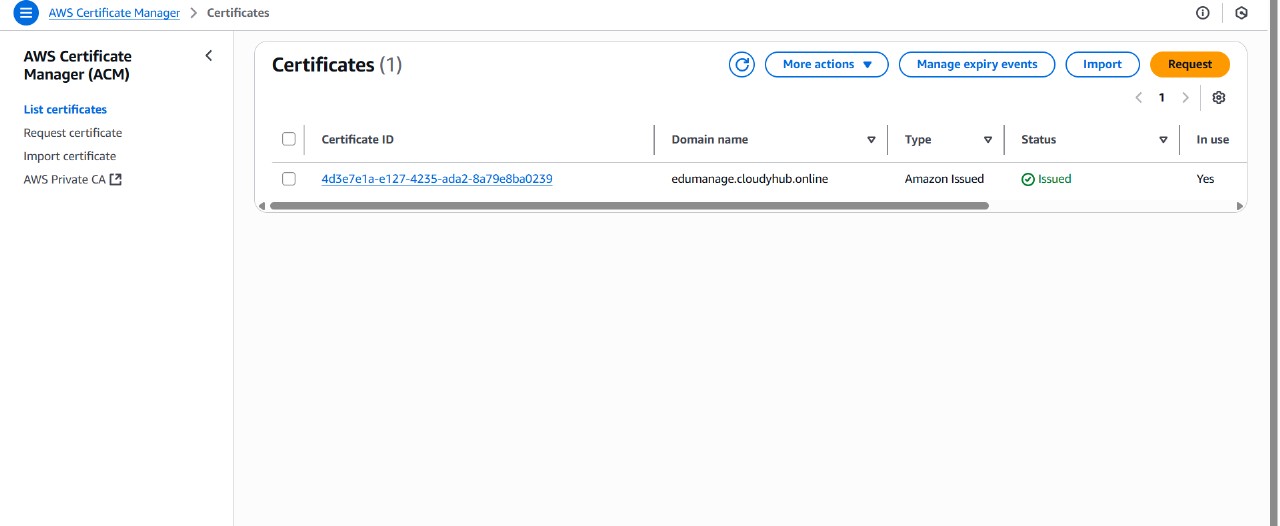 AWS Certificate Manager > Certificates
AWS Certificate
Manager (ACM)
List certificates
Request certificate
Import certificate
AWS Private CA
Certificates (1)
More actions
Manage expiry events
Import
Request
1
Certificate ID
Domain name
Type
Status
In use
4d3e7e1a-e127-4235-ada2-8a79e8ba0239
edumanage.cloudyhub.online
Amazon Issued
Issued
Yes